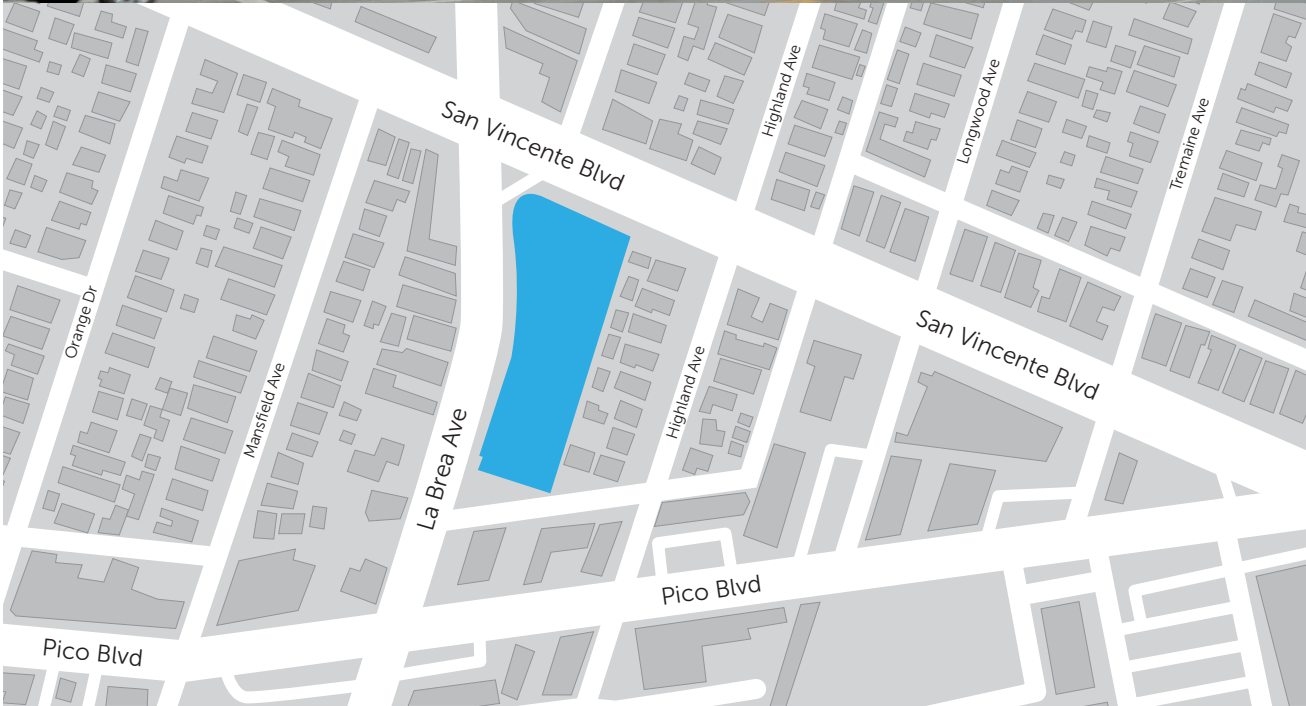 Highland Ave
Longwood Ave
Tremaine Ave
San Vincente Blvd
Orange Dr
Mansfield Ave
Highland Ave
San Vincente Blvd
La Brea Ave
Pico Blvd
Pico Blvd